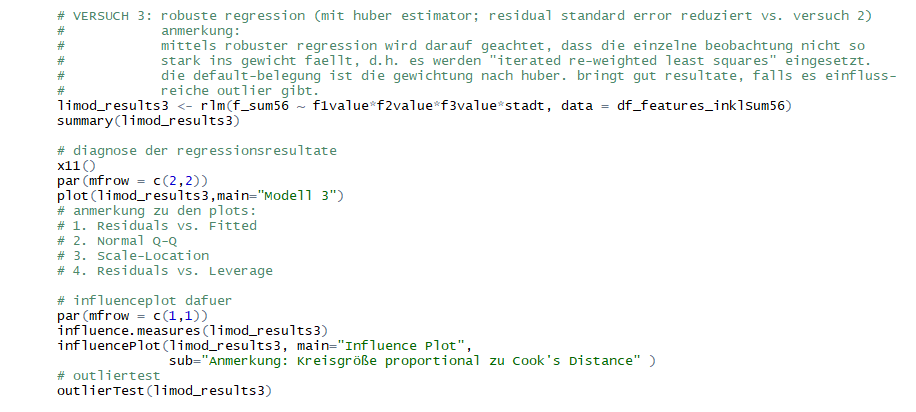 # VERSUCH 3: robuste regression (mit huber estimator; residual standard error reduziert vs. versuch 2)
#            anmerkung:
#            mittels robuster regression wird darauf geachtet, dass die einzelne beobachtung nicht so
#            stark ins gewicht faellt, d.h. es werden "iterated re-weighted least squares" eingesetzt.
#            die default-belegung ist die gewichtung nach huber. bringt gut resultate, falls es einfluss-
#            reiche outlier gibt.
limod_results3 <- rlm(f_sum56 ~ f1value*f2value*f3value*stadt, data = df_features_inklSum56)
summary(limod_results3)

# diagnose der regressionsresultate
x11()
par(mfrow = c(2,2))
plot(limod_results3,main="Modell 3")
# anmerkung zu den plots:
# 1. Residuals vs. Fitted
# 2. Normal Q-Q
# 3. Scale-Location
# 4. Residuals vs. Leverage

# influenceplot dafuer
par(mfrow = c(1,1))
influence.measures(limod_results3)
influencePlot(limod_results3, main="Influence Plot",
              sub="Anmerkung: Kreisgröße proportional zu Cook's Distance" )
# outliertest
outlierTest(limod_results3)